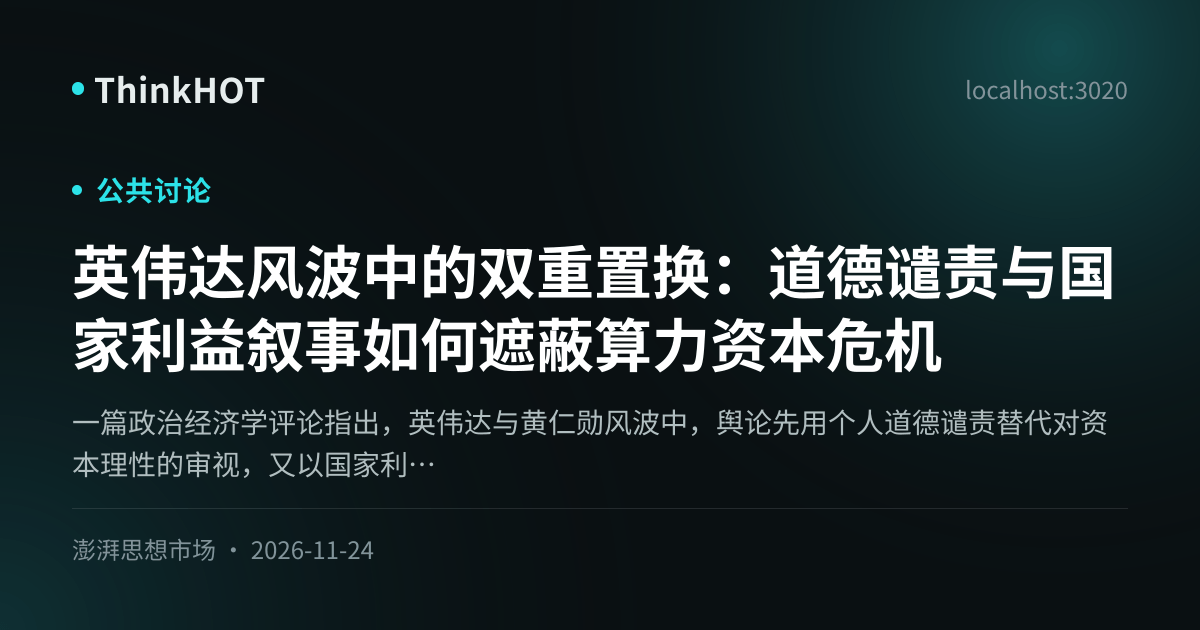 ThinkHOT
localhost:3020
公共讨论
英伟达风波中的双重置换：道德谴责与国
家利益叙事如何遮蔽算力资本危机
一篇政治经济学评论指出，英伟达与黄仁勋风波中，舆论先用个人道德谴责替代对资
本理性的审视，又以国家利…
澎湃思想市场 · 2026-11-24